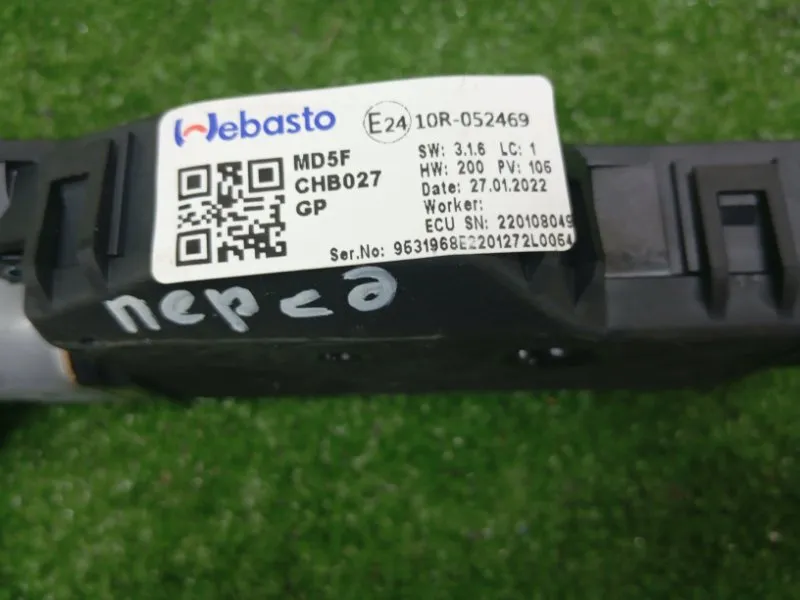 Webasto E24 10R-052469
MD5F
CHB027
GP
SW: 3.1.6 LC: 1
HW: 200 PV: 106
Date: 27.01.2022
Worker:
ECU SN: 220108049
Ser.No: 9631968E2201272L0064
перед